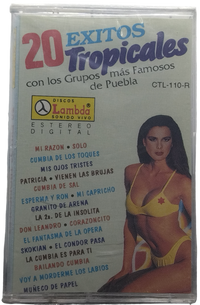 20 EXITOS
Tropicales
con los Grupos más Famosos
de Puebla
CTL-110-R
DISCOS
Lambda
SONIDO VIVO
ESTEREO
DIGITAL
MI RAZON • SOLO
CUMBIA DE LOS TOQUES
MIS OJOS TRISTES
PATRICIA • VIENEN LAS BRUJAS
CUMBIA DE SAL
ESPERMA Y RON • MI CAPRICHO
GRANITO DE ARENA
LA 2a. DE LA INSOLITA
DON LEANDRO • CORAZONCITO
EL FANTASMA DE LA OPERA
SKOKIAN • EL CONDOR PASA
LA CUMBIA ES PARA TI
BAILANDO CUMBIA
VOY A MORDERME LOS LABIOS
MUÑECO DE PAPEL